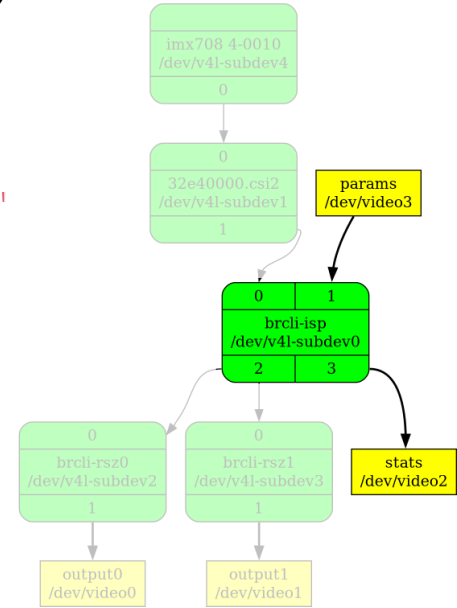 imx708 4-0010
/dev/v4l-subdev4
0
0
32e40000.csi2
/dev/v4l-subdev1
1
params
/dev/video3
0 1
brcli-isp
/dev/v4l-subdev0
2 3
0
brcli-rsz0
/dev/v4l-subdev2
1
0
brcli-rsz1
/dev/v4l-subdev3
1
stats
/dev/video2
output0
/dev/video0
output1
/dev/video1